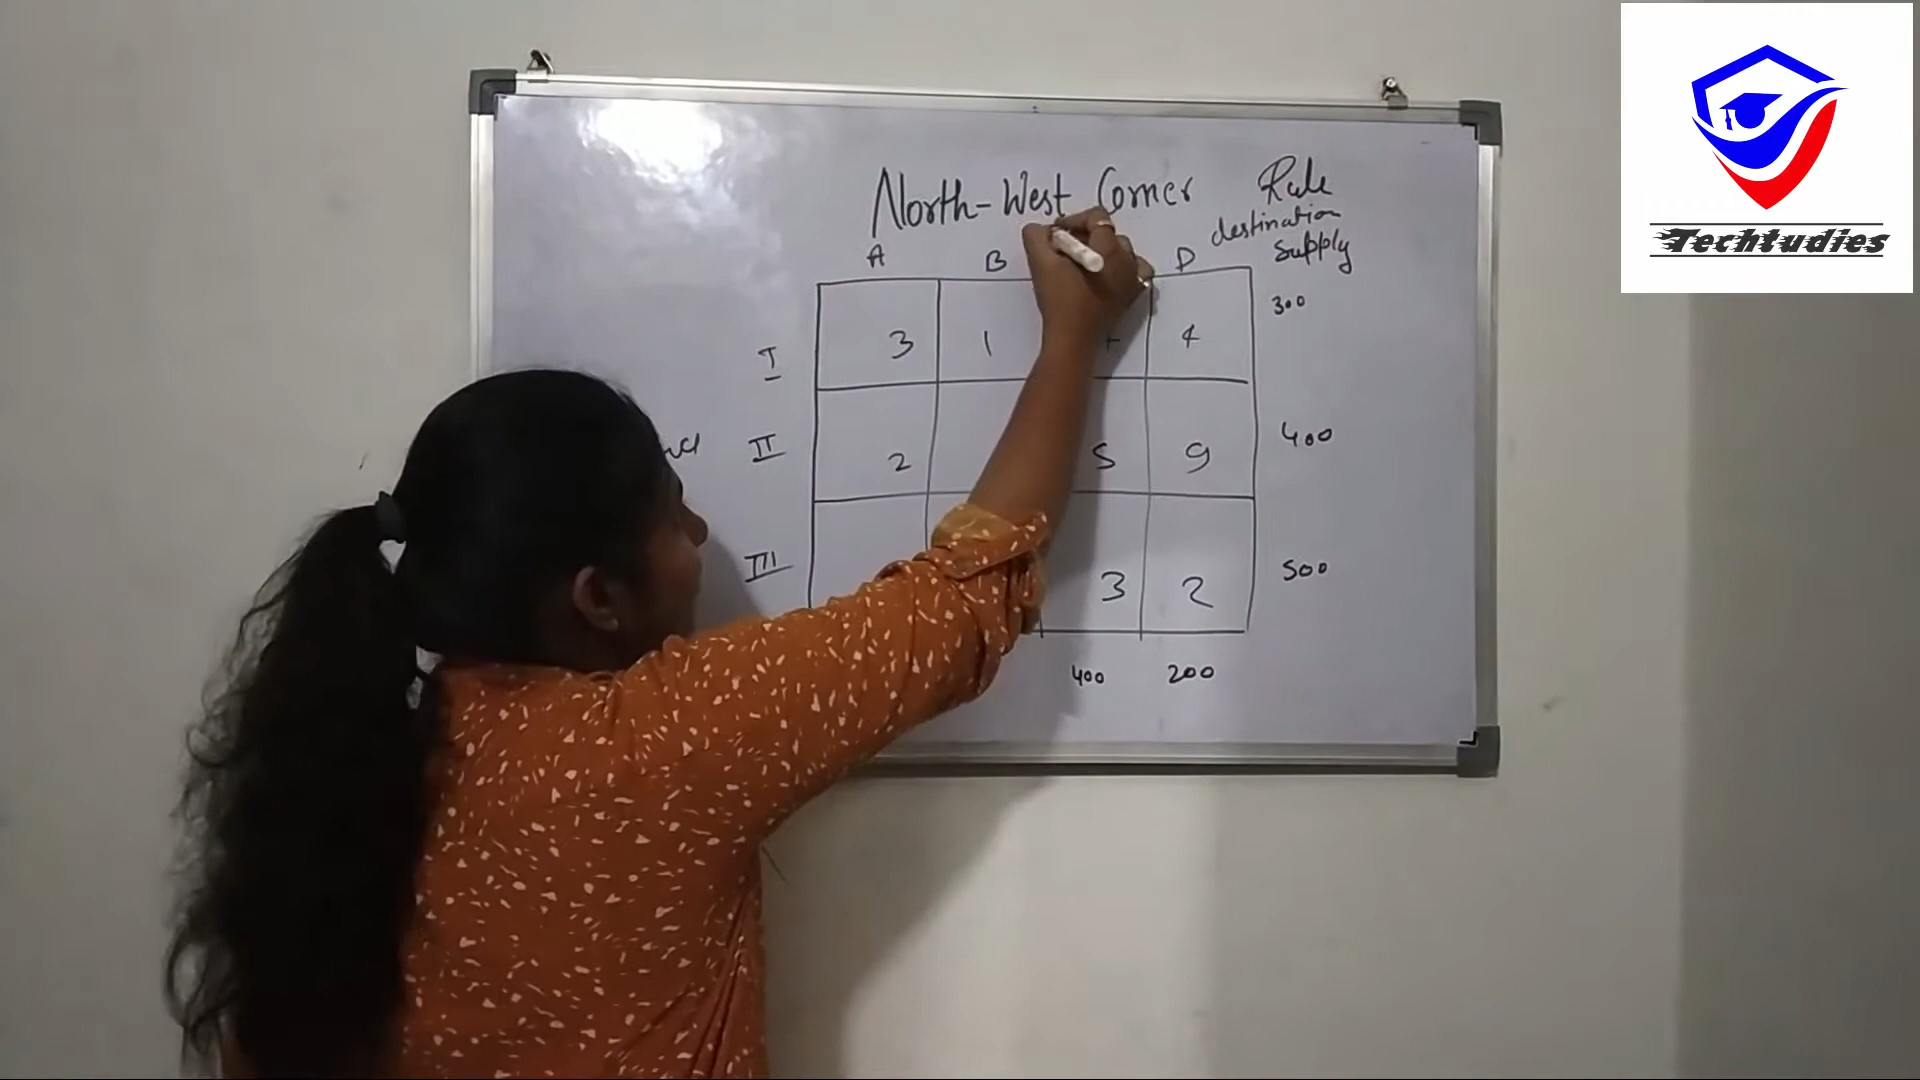 North-West Corner Rule
destination
A B D supply
3 1 4 300
I
II 2 5 9 400
III 3 2 500
400 200
Techtudies